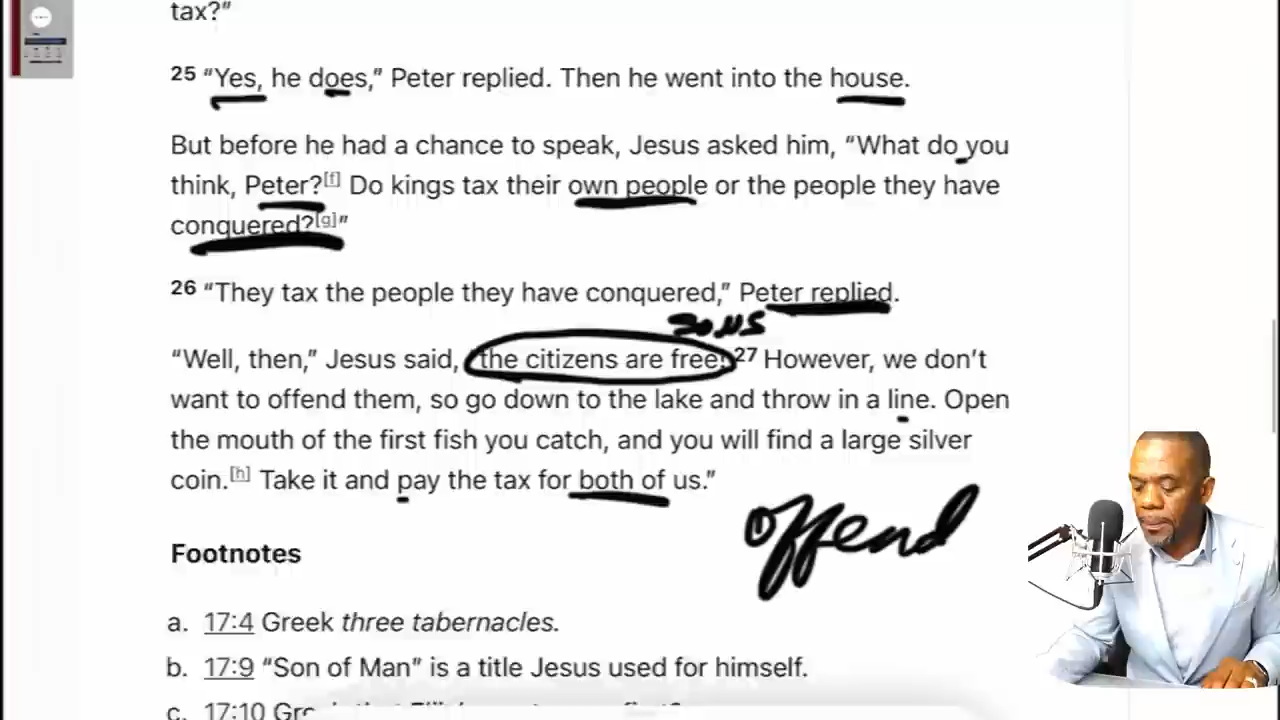 tax?”
25 “Yes, he does,” Peter replied. Then he went into the house.
But before he had a chance to speak, Jesus asked him, “What do you
think, Peter?[f] Do kings tax their own people or the people they have
conquered?[g]”
26 “They tax the people they have conquered,” Peter replied.
“Well, then,” Jesus said, “the citizens are free! 27 However, we don’t
want to offend them, so go down to the lake and throw in a line. Open
the mouth of the first fish you catch, and you will find a large silver
coin.[h] Take it and pay the tax for both of us.”
offend
Footnotes
a. 17:4 Greek three tabernacles.
b. 17:9 “Son of Man” is a title Jesus used for himself.
c. 17:10